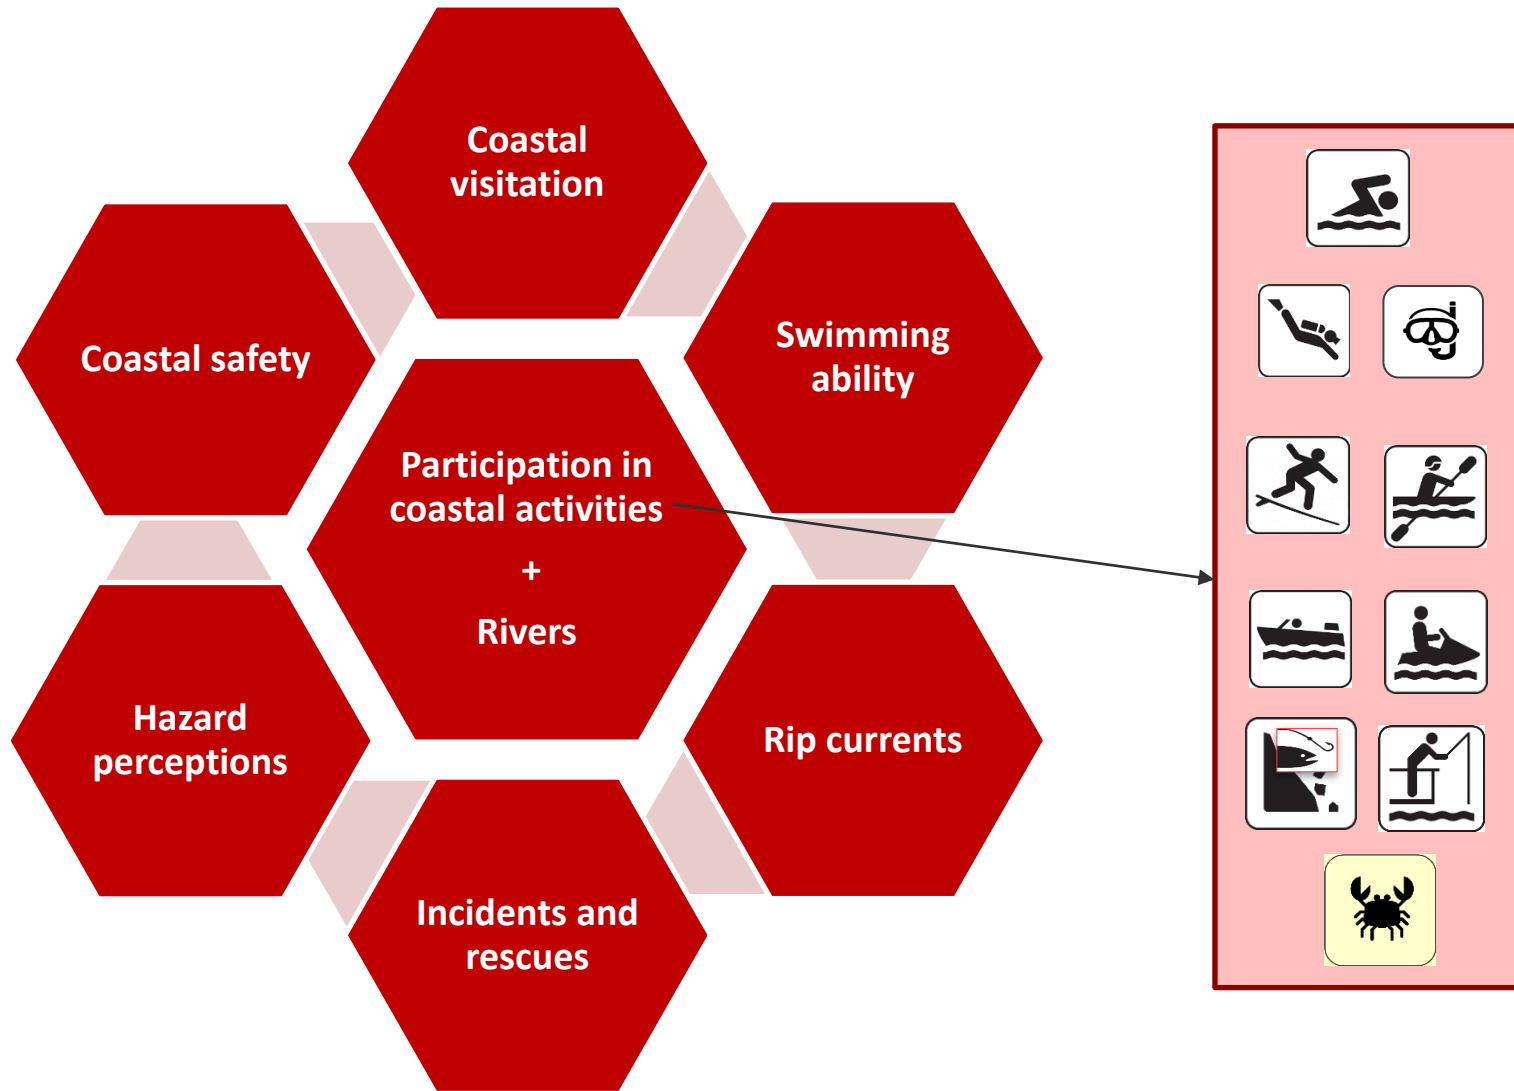 Coastal
visitation
Coastal safety
Swimming
ability
Participation in
coastal activities
+
Rivers
Hazard
perceptions
Rip currents
Incidents and
rescues